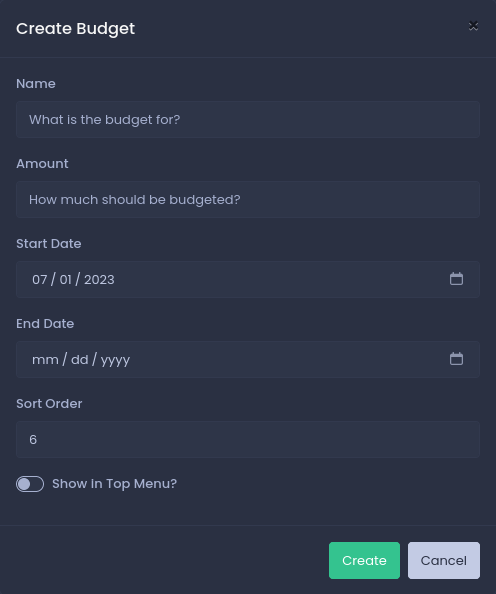 Create Budget
Name
What is the budget for?
Amount
How much should be budgeted?
Start Date
07 / 01 / 2023
End Date
mm / dd / yyyy
Sort Order
6
Show In Top Menu?
Create Cancel